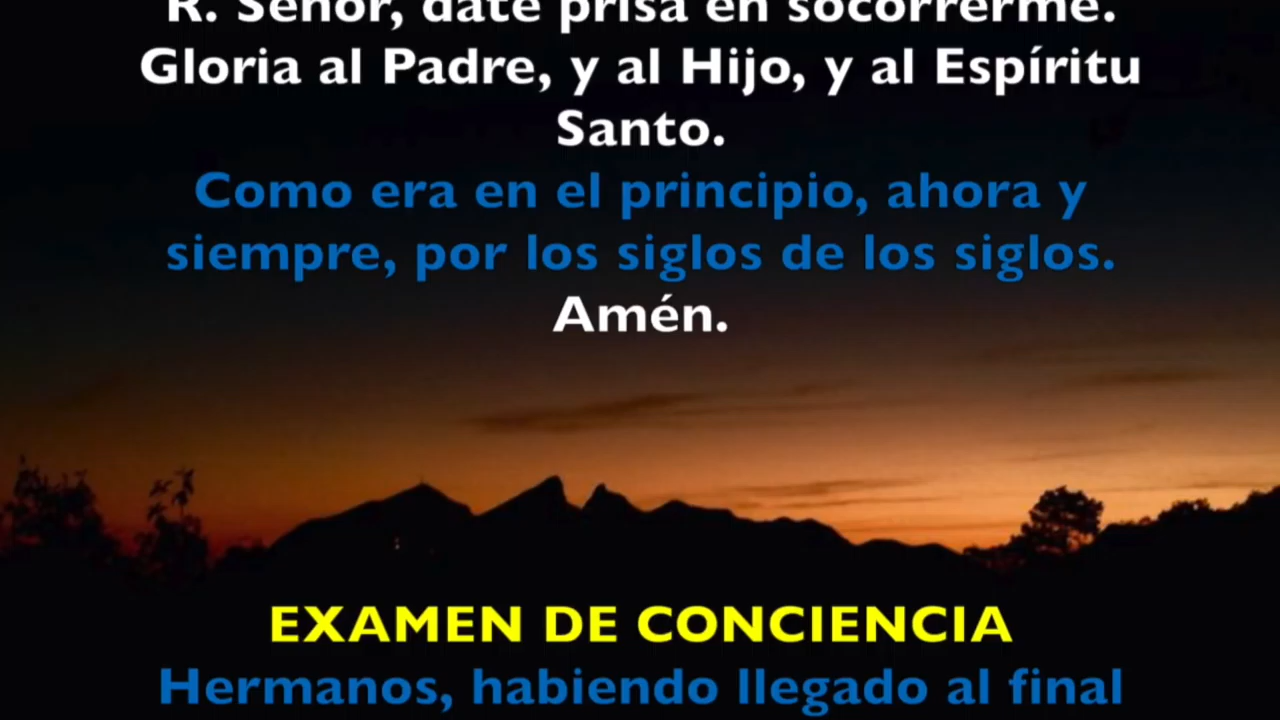 R. Señor, date prisa en socorrerme.
Gloria al Padre, y al Hijo, y al Espíritu
Santo.
Como era en el principio, ahora y
siempre, por los siglos de los siglos.
Amén.
EXAMEN DE CONCIENCIA
Hermanos, habiendo llegado al final